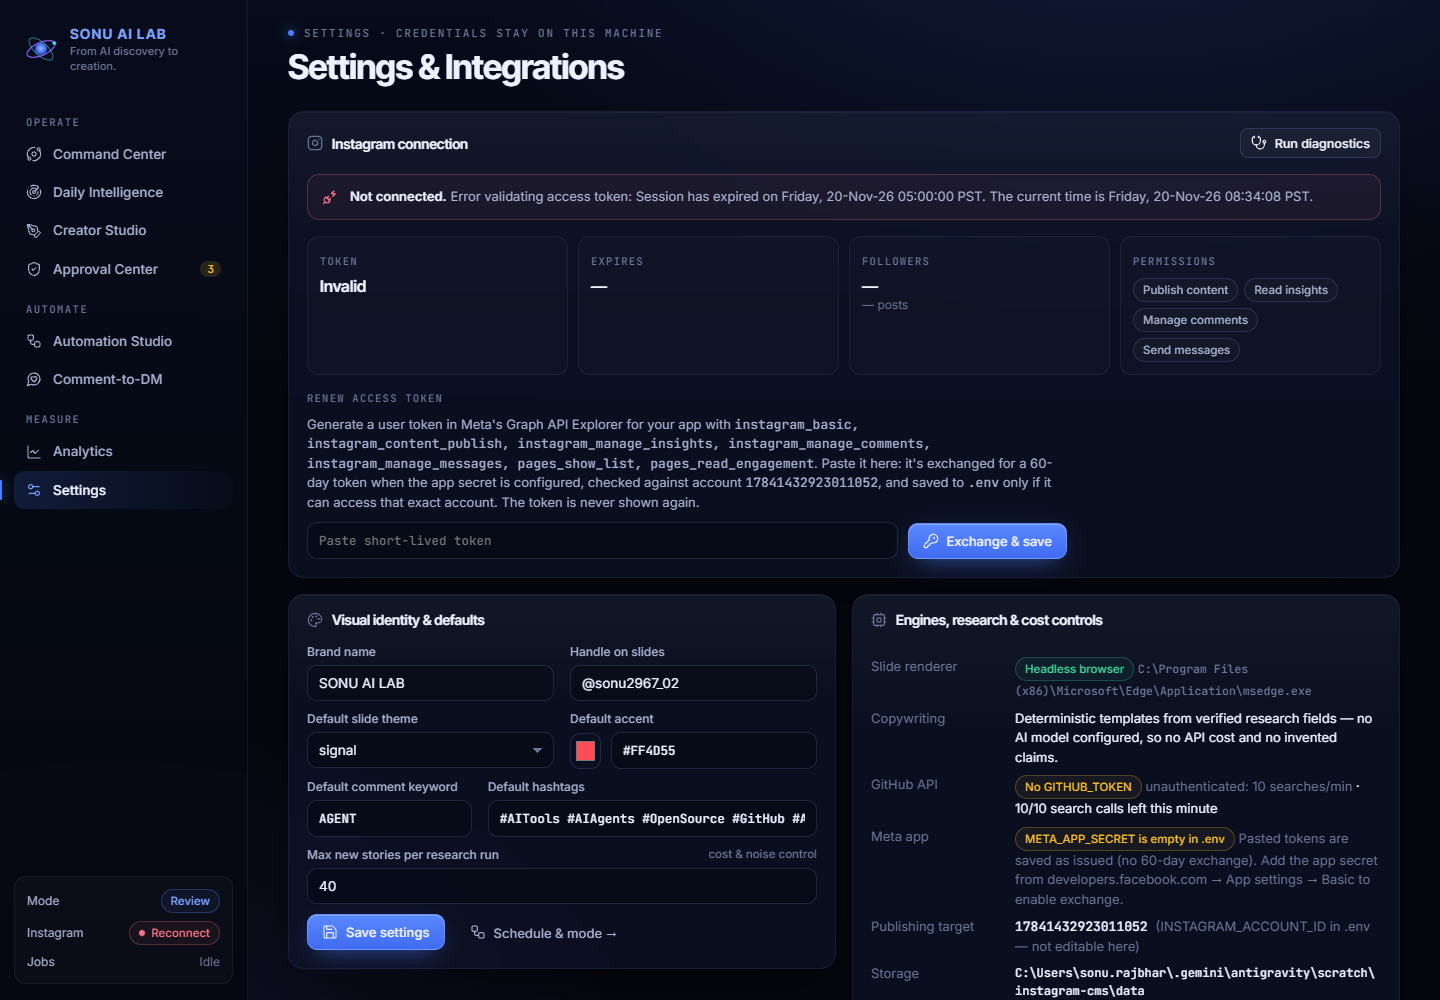 SONU AI LAB
From AI discovery to
creation.
OPERATE
Command Center
Daily Intelligence
Creator Studio
Approval Center 3
AUTOMATE
Automation Studio
Comment-to-DM
MEASURE
Analytics
Settings
Mode Review
Instagram Reconnect
Jobs Idle
SETTINGS · CREDENTIALS STAY ON THIS MACHINE
Settings & Integrations
Instagram connection
Run diagnostics
Not connected. Error validating access token: Session has expired on Friday, 20-Nov-26 05:00:00 PST. The current time is Friday, 20-Nov-26 08:34:08 PST.
TOKEN
Invalid
EXPIRES
—
FOLLOWERS
—
— posts
PERMISSIONS
Publish content Read insights
Manage comments
Send messages
RENEW ACCESS TOKEN
Generate a user token in Meta's Graph API Explorer for your app with instagram_basic,
instagram_content_publish, instagram_manage_insights, instagram_manage_comments,
instagram_manage_messages, pages_show_list, pages_read_engagement. Paste it here: it's exchanged for a 60-
day token when the app secret is configured, checked against account 17841432923011052, and saved to .env only if it
can access that exact account. The token is never shown again.
Paste short-lived token
Exchange & save
Visual identity & defaults
Brand name
SONU AI LAB
Handle on slides
@sonu2967_02
Default slide theme
signal
Default accent
#FF4D55
Default comment keyword
AGENT
Default hashtags
#AITools #AIAgents #OpenSource #GitHub #A
Max new stories per research run
cost & noise control
40
Save settings
Schedule & mode →
Engines, research & cost controls
Slide renderer
Headless browser C:\Program Files
(x86)\Microsoft\Edge\Application\msedge.exe
Copywriting
Deterministic templates from verified research fields — no
AI model configured, so no API cost and no invented
claims.
GitHub API
No GITHUB_TOKEN unauthenticated: 10 searches/min ·
10/10 search calls left this minute
Meta app
META_APP_SECRET is empty in .env Pasted tokens are
saved as issued (no 60-day exchange). Add the app secret
from developers.facebook.com → App settings → Basic to
enable exchange.
Publishing target
17841432923011052 (INSTAGRAM_ACCOUNT_ID in .env
— not editable here)
Storage
C:\Users\sonu.rajbhar\.gemini\antigravity\scratch\
instagram-cms\data